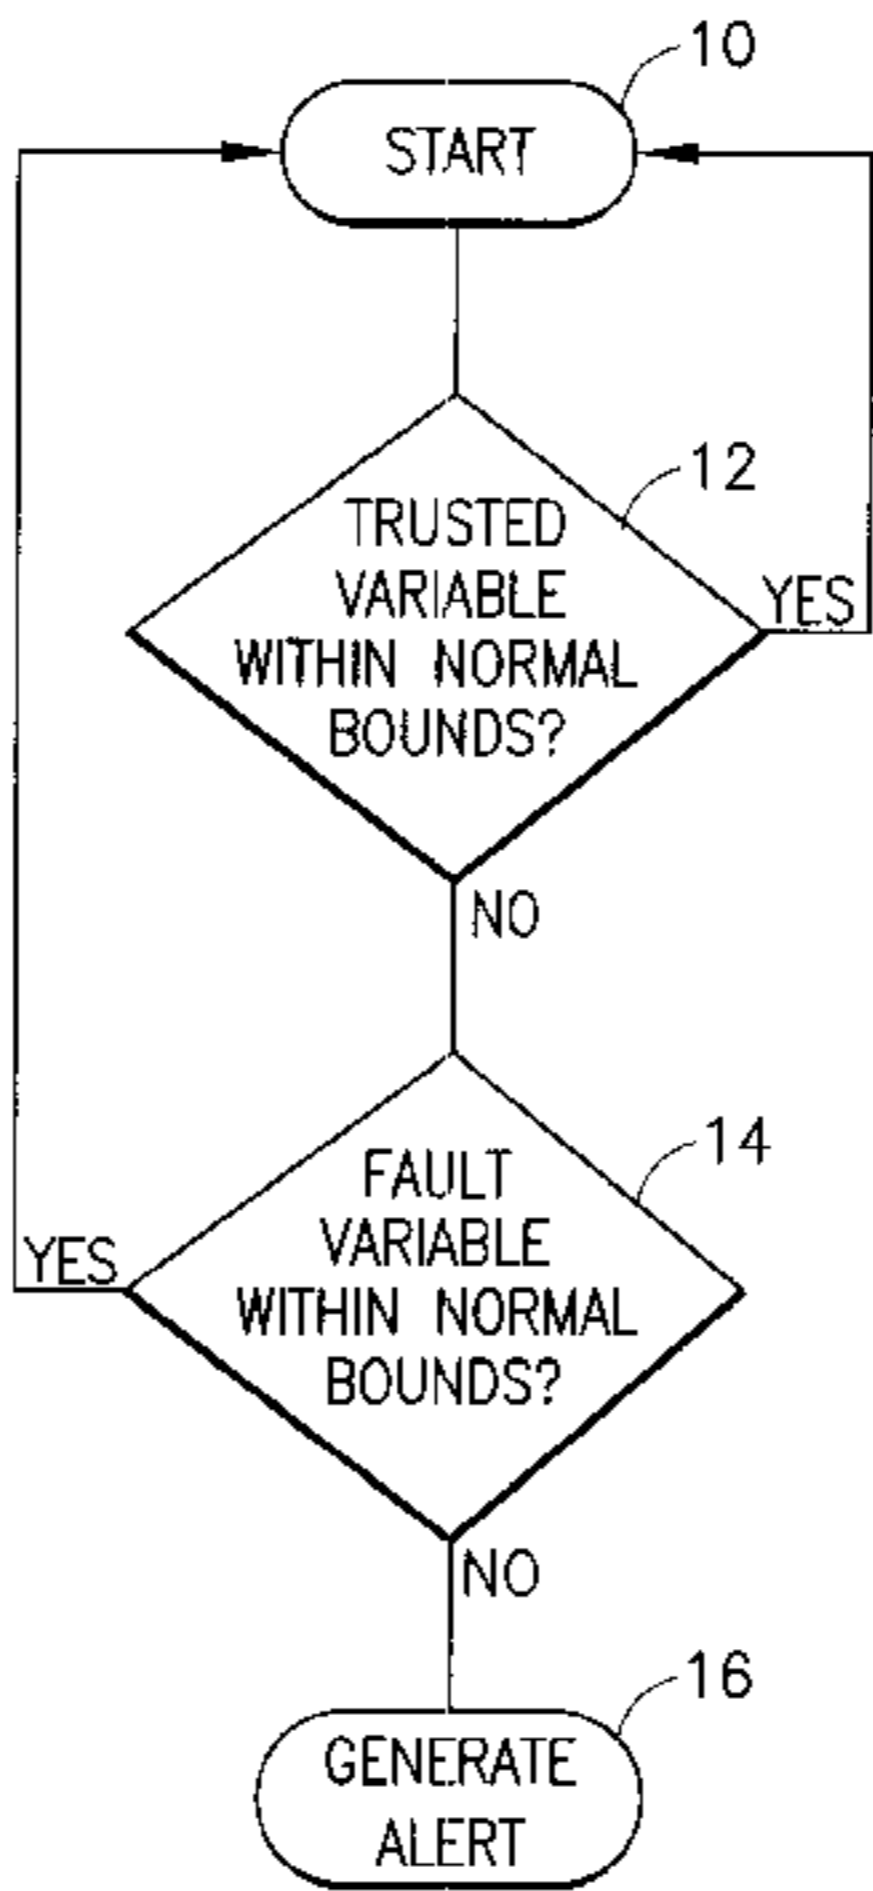 10
START
12
TRUSTED
VARIABLE
WITHIN NORMAL
BOUNDS?
YES
NO
14
FAULT
VARIABLE
WITHIN NORMAL
BOUNDS?
YES
NO
16
GENERATE
ALERT